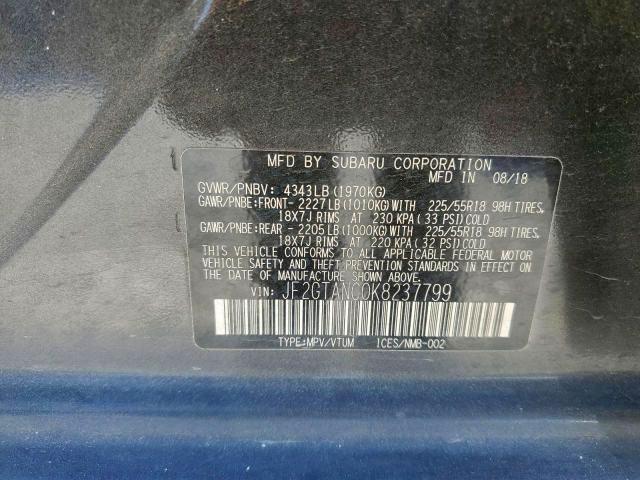 MFD BY SUBARU CORPORATION
MFD IN 08/18
GVWR/PNBV: 4343LB (1970KG)
GAWR/PNBE:FRONT- 2227LB (1010KG) WITH 225/55R18 98H TIRES,
18X7J RIMS AT 230 KPA (33 PSI) COLD
GAWR/PNBE:REAR - 2205LB (1000KG) WITH 225/55R18 98H TIRES,
18X7J RIMS AT 220 KPA (32 PSI) COLD
THIS VEHICLE CONFORMS TO ALL APPLICABLE FEDERAL MOTOR
VEHICLE SAFETY AND THEFT PREVENTION STANDARDS IN EFFECT
ON THE DATE OF MANUFACTURE SHOWN ABOVE.
VIN: JF2GTANC0K8237799
TYPE:MPV/VTUM ICES/NMB-002